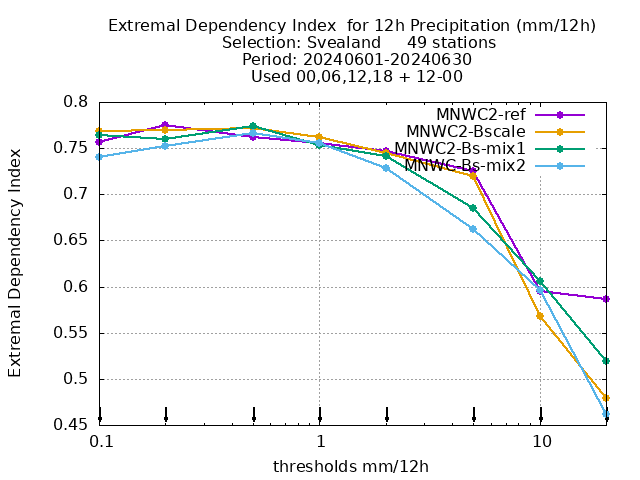 Extremal Dependency Index  for 12h Precipitation (mm/12h)
Selection: Svealand     49 stations
Period: 20240601-20240630
Used 00,06,12,18 + 12-00
MNWC2-ref
MNWC2-Bscale
MNWC2-Bs-mix1
MNWC-Bs-mix2
0.8
0.75
0.7
0.65
0.6
0.55
0.5
0.45
Extremal Dependency Index
0.1
1
10
thresholds mm/12h